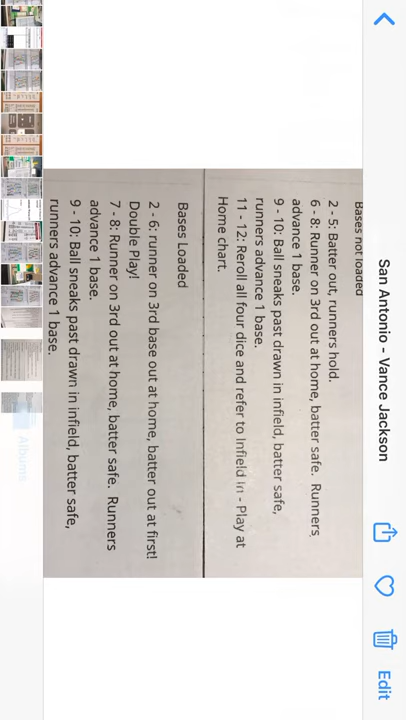 San Antonio - Vance Jackson
Edit
Bases not loaded
2 - 5: Batter out, runners hold.
6 - 8: Runner on 3rd out at home, batter safe. Runners
advance 1 base.
9 - 10: Ball sneaks past drawn in infield, batter safe,
runners advance 1 base.
11 - 12: Reroll all four dice and refer to Infield In - Play at
Home chart.
Bases Loaded
2 - 6: runner on 3rd base out at home, batter out at first!
Double Play!
7 - 8: Runner on 3rd out at home, batter safe. Runners
advance 1 base.
9 - 10: Ball sneaks past drawn in infield, batter safe,
runners advance 1 base.
Albums